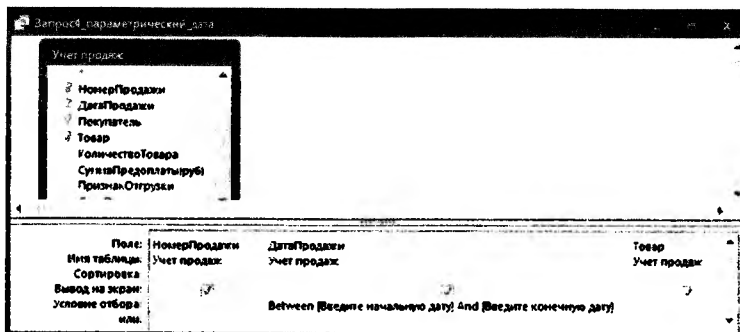 Запрос4_параметрический_дата
Учет продаж
*
НомерПродажи
ДатаПродажи
Покупатель
Товар
КоличествоТовара
СуммаПредоплаты(руб)
ПризнакОтгрузки
Поле: НомерПродажи ДатаПродажи Товар
Имя таблицы: Учет продаж Учет продаж Учет продаж
Сортировка:
Вывод на экран:
Условие отбора: Between [Введите начальную дату] And [Введите конечную дату]
или: